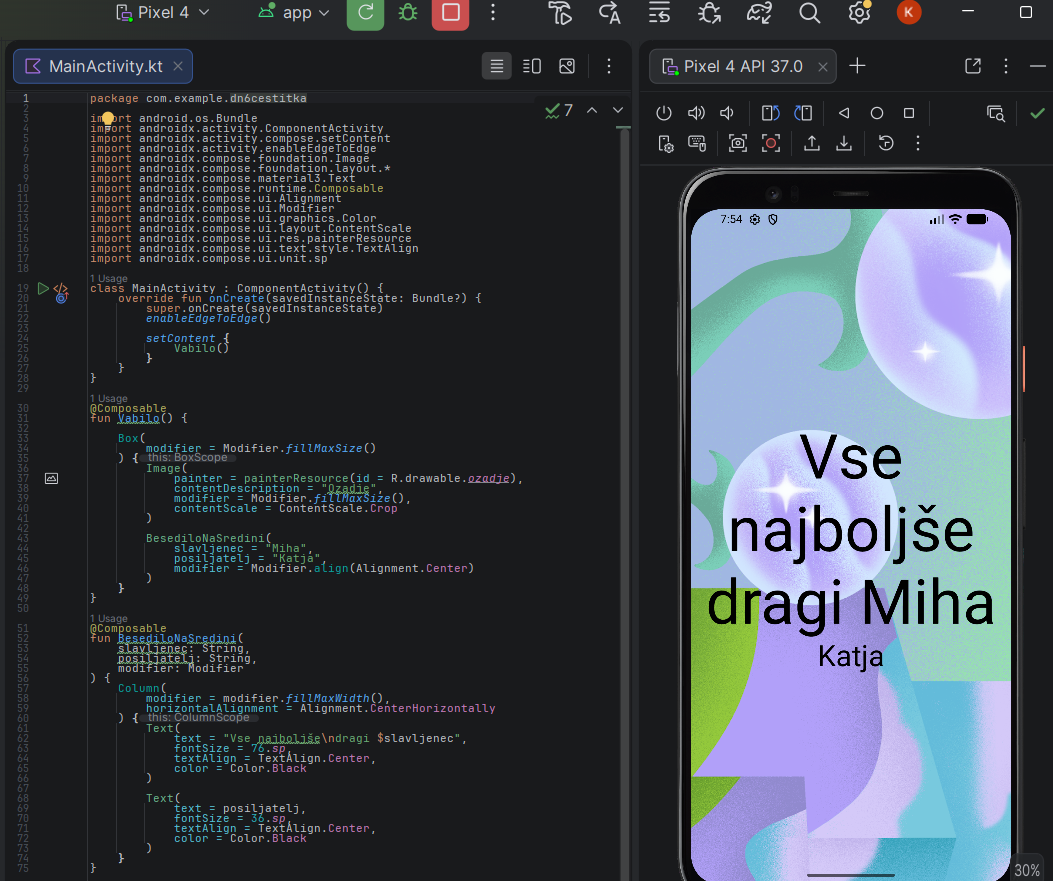 Pixel 4
app
K
MainActivity.kt
Pixel 4 API 37.0
7
1 package com.example.dn6cestitka
2
3 import android.os.Bundle
4 import androidx.activity.ComponentActivity
5 import androidx.activity.compose.setContent
6 import androidx.activity.enableEdgeToEdge
7 import androidx.compose.foundation.Image
8 import androidx.compose.foundation.layout.*
9 import androidx.compose.material3.Text
10 import androidx.compose.runtime.Composable
11 import androidx.compose.ui.Alignment
12 import androidx.compose.ui.Modifier
13 import androidx.compose.ui.graphics.Color
14 import androidx.compose.ui.layout.ContentScale
15 import androidx.compose.ui.res.painterResource
16 import androidx.compose.ui.text.style.TextAlign
17 import androidx.compose.ui.unit.sp
18
1 Usage
19 class MainActivity : ComponentActivity() {
20 override fun onCreate(savedInstanceState: Bundle?) {
21 super.onCreate(savedInstanceState)
22 enableEdgeToEdge()
23
24 setContent {
25 Vabilo()
26 }
27 }
28 }
29
1 Usage
30 @Composable
31 fun Vabilo() {
32
33 Box(
34 modifier = Modifier.fillMaxSize()
35 ) { this: BoxScope
36 Image(
37 painter = painterResource(id = R.drawable.ozadje),
38 contentDescription = "Ozadje",
39 modifier = Modifier.fillMaxSize(),
40 contentScale = ContentScale.Crop
41 )
42
43 BesediloNaSredini(
44 slavljenec = "Miha",
45 posiljatelj = "Katja",
46 modifier = Modifier.align(Alignment.Center)
47 )
48 }
49 }
50
1 Usage
51 @Composable
52 fun BesediloNaSredini(
53 slavljenec: String,
54 posiljatelj: String,
55 modifier: Modifier
56 ) {
57 Column(
58 modifier = modifier.fillMaxWidth(),
59 horizontalAlignment = Alignment.CenterHorizontally
60 ) { this: ColumnScope
61 Text(
62 text = "Vse najboljše\ndragi $slavljenec",
63 fontSize = 76.sp,
64 textAlign = TextAlign.Center,
65 color = Color.Black
66 )
67
68 Text(
69 text = posiljatelj,
70 fontSize = 36.sp,
71 textAlign = TextAlign.Center,
72 color = Color.Black
73 )
74 }
75 }
7:54
Vse
najboljše
dragi Miha
Katja
30%